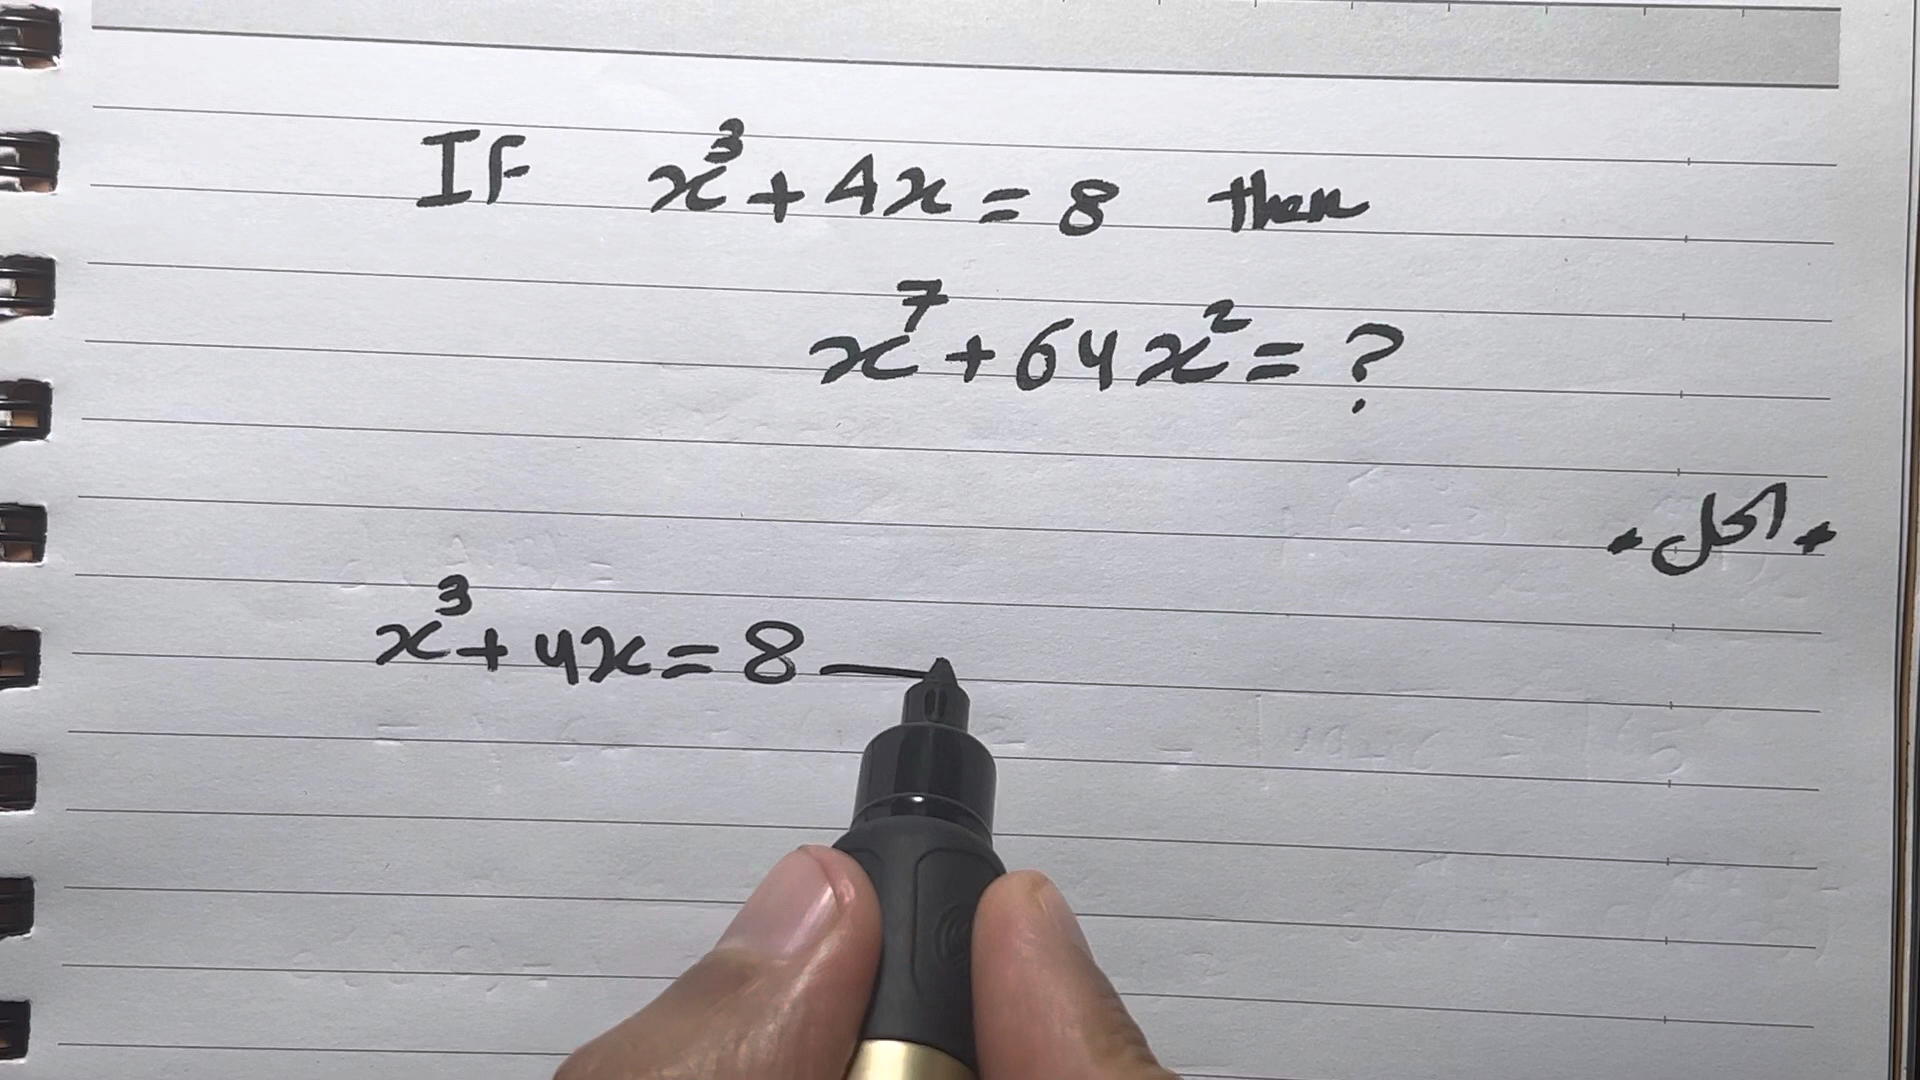 If x³ + 4x = 8 then
x⁷ + 64x² = ?
• الحل •
x³ + 4x = 8 —